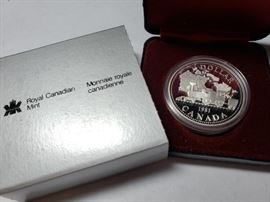 Royal Canadian
Mint
Monnaie royale
canadienne
DOLLAR
1981
CANADA